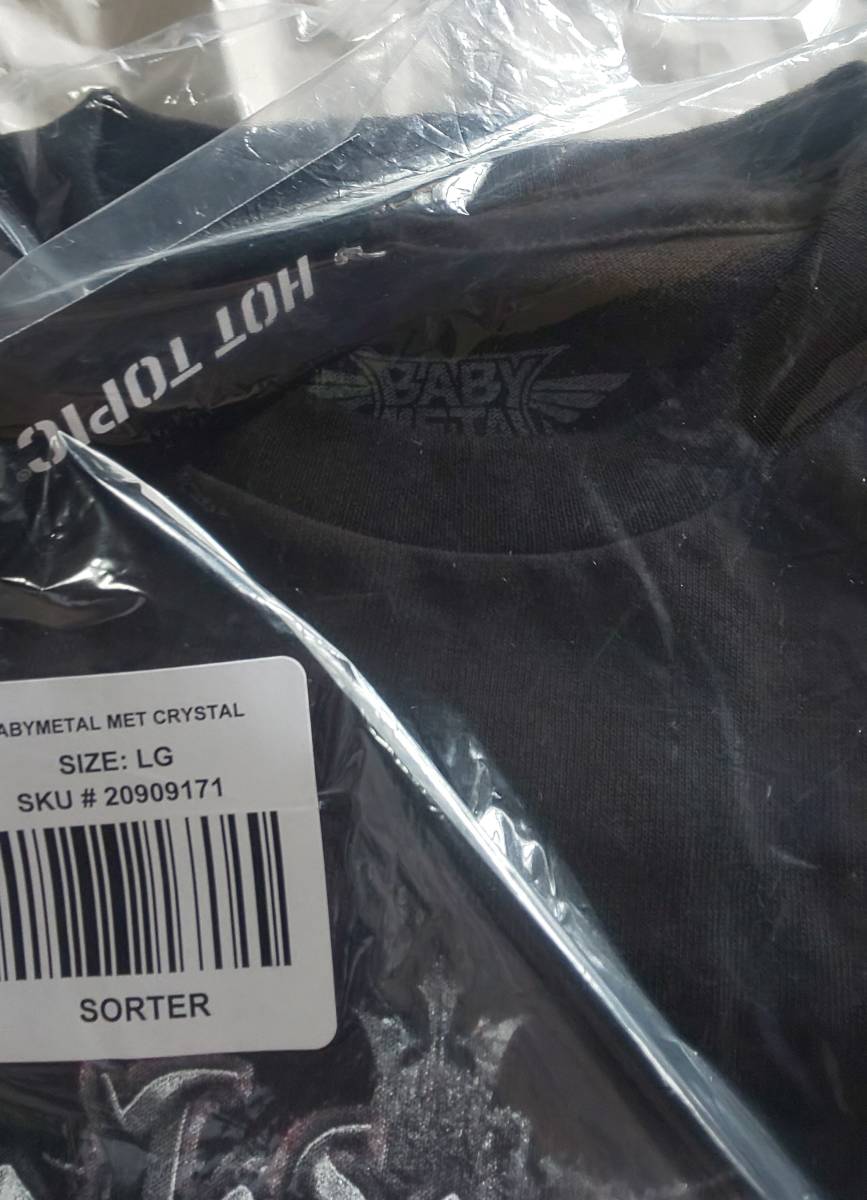 HOT TOPIC
BABY
METAL
ABYMETAL MET CRYSTAL
SIZE: LG
SKU # 20909171
SORTER